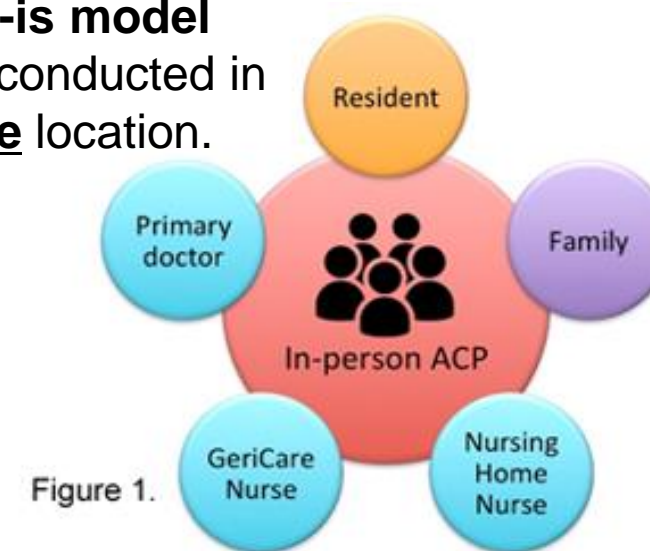 -is model
conducted in
e location.
Resident
Primary
doctor
Family
In-person ACP
GeriCare
Nurse
Nursing
Home
Nurse
Figure 1.